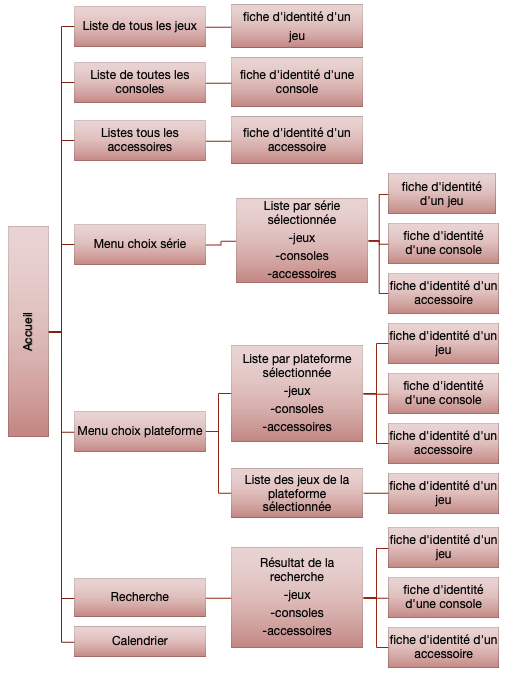 Accueil
Liste de tous les jeux
fiche d'identité d'un
jeu
Liste de toutes les
consoles
fiche d'identité d'une
console
Listes tous les
accessoires
fiche d'identité d'un
accessoire
Menu choix série
Liste par série
sélectionnée
-jeux
-consoles
-accessoires
fiche d'identité
d'un jeu
fiche d'identité
d'une console
fiche d'identité d'un
accessoire
Menu choix plateforme
Liste par plateforme
sélectionnée
-jeux
-consoles
-accessoires
fiche d'identité d'un
jeu
fiche d'identité
d'une console
fiche d'identité d'un
accessoire
Liste des jeux de la
plateforme
sélectionnée
fiche d'identité d'un
jeu
Recherche
Résultat de la
recherche
-jeux
-consoles
-accessoires
fiche d'identité d'un
jeu
fiche d'identité
d'une console
fiche d'identité d'un
accessoire
Calendrier